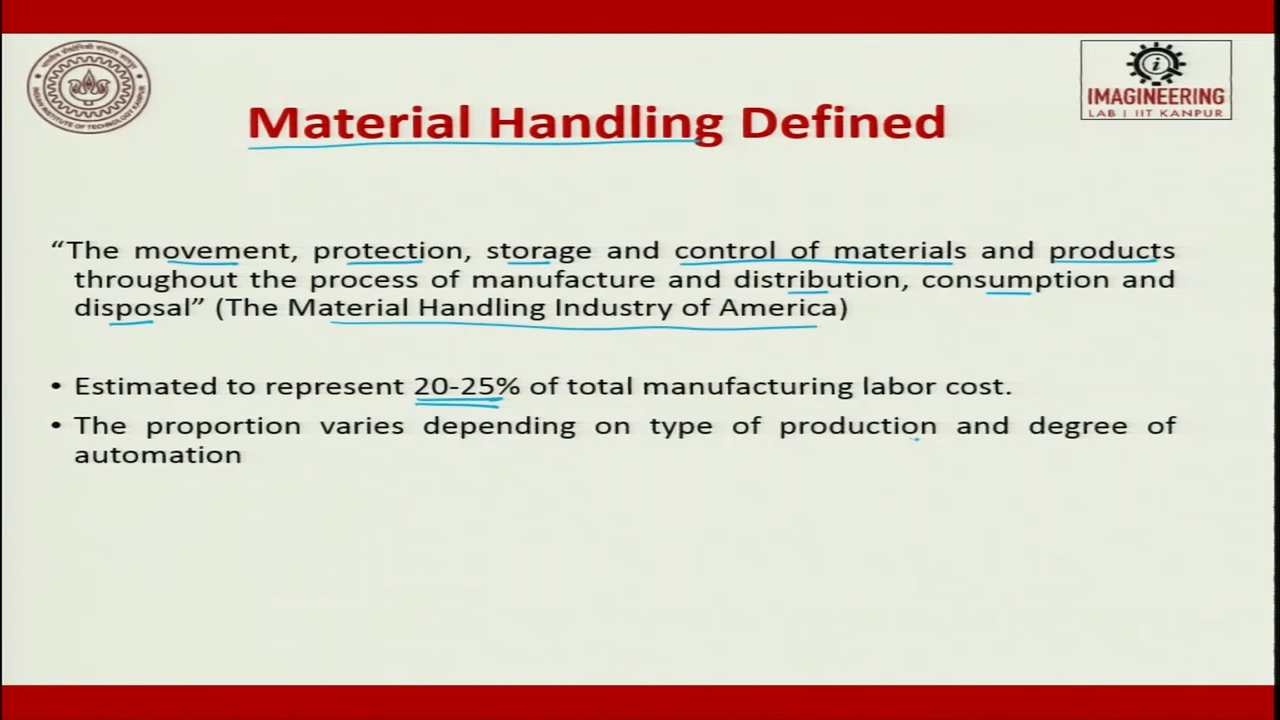 IMAGINEERING
LAB | IIT KANPUR
Material Handling Defined
“The movement, protection, storage and control of materials and products
throughout the process of manufacture and distribution, consumption and
disposal” (The Material Handling Industry of America)
• Estimated to represent 20-25% of total manufacturing labor cost.
• The proportion varies depending on type of production and degree of
automation